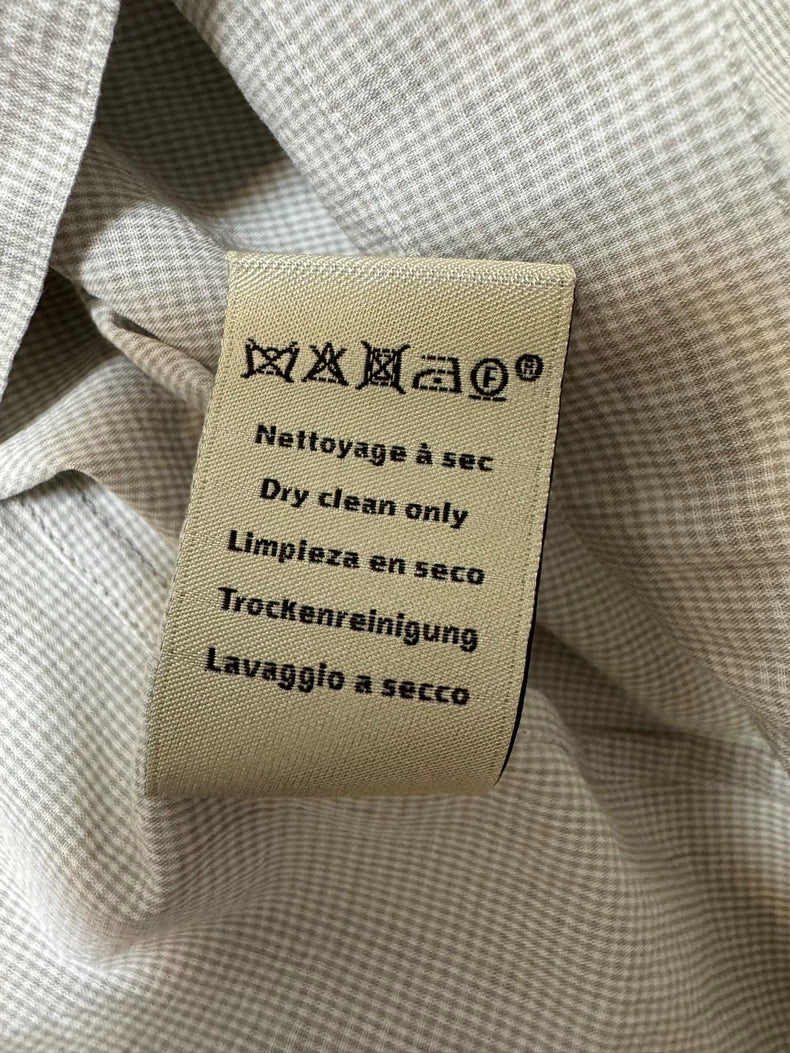 F
Nettoyage à sec
Dry clean only
Limpieza en seco
Trockenreinigung
Lavaggio a secco